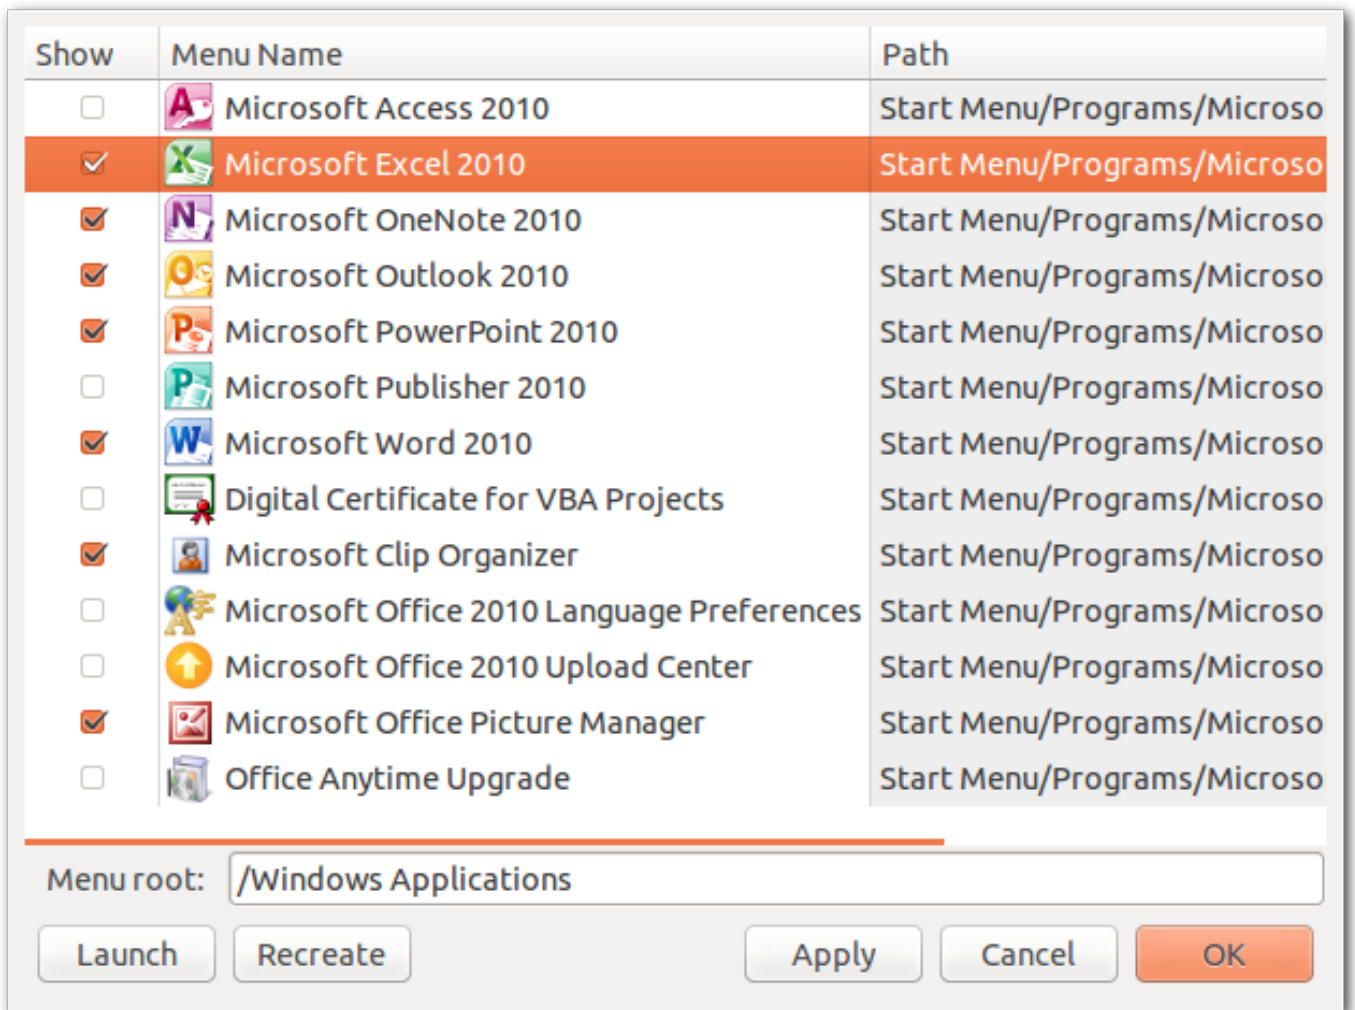 Show Menu Name Path
Microsoft Access 2010 Start Menu/Programs/Microso
Microsoft Excel 2010 Start Menu/Programs/Microso
Microsoft OneNote 2010 Start Menu/Programs/Microso
Microsoft Outlook 2010 Start Menu/Programs/Microso
Microsoft PowerPoint 2010 Start Menu/Programs/Microso
Microsoft Publisher 2010 Start Menu/Programs/Microso
Microsoft Word 2010 Start Menu/Programs/Microso
Digital Certificate for VBA Projects Start Menu/Programs/Microso
Microsoft Clip Organizer Start Menu/Programs/Microso
Microsoft Office 2010 Language Preferences Start Menu/Programs/Microso
Microsoft Office 2010 Upload Center Start Menu/Programs/Microso
Microsoft Office Picture Manager Start Menu/Programs/Microso
Office Anytime Upgrade Start Menu/Programs/Microso
Menu root: /Windows Applications
Launch Recreate Apply Cancel OK